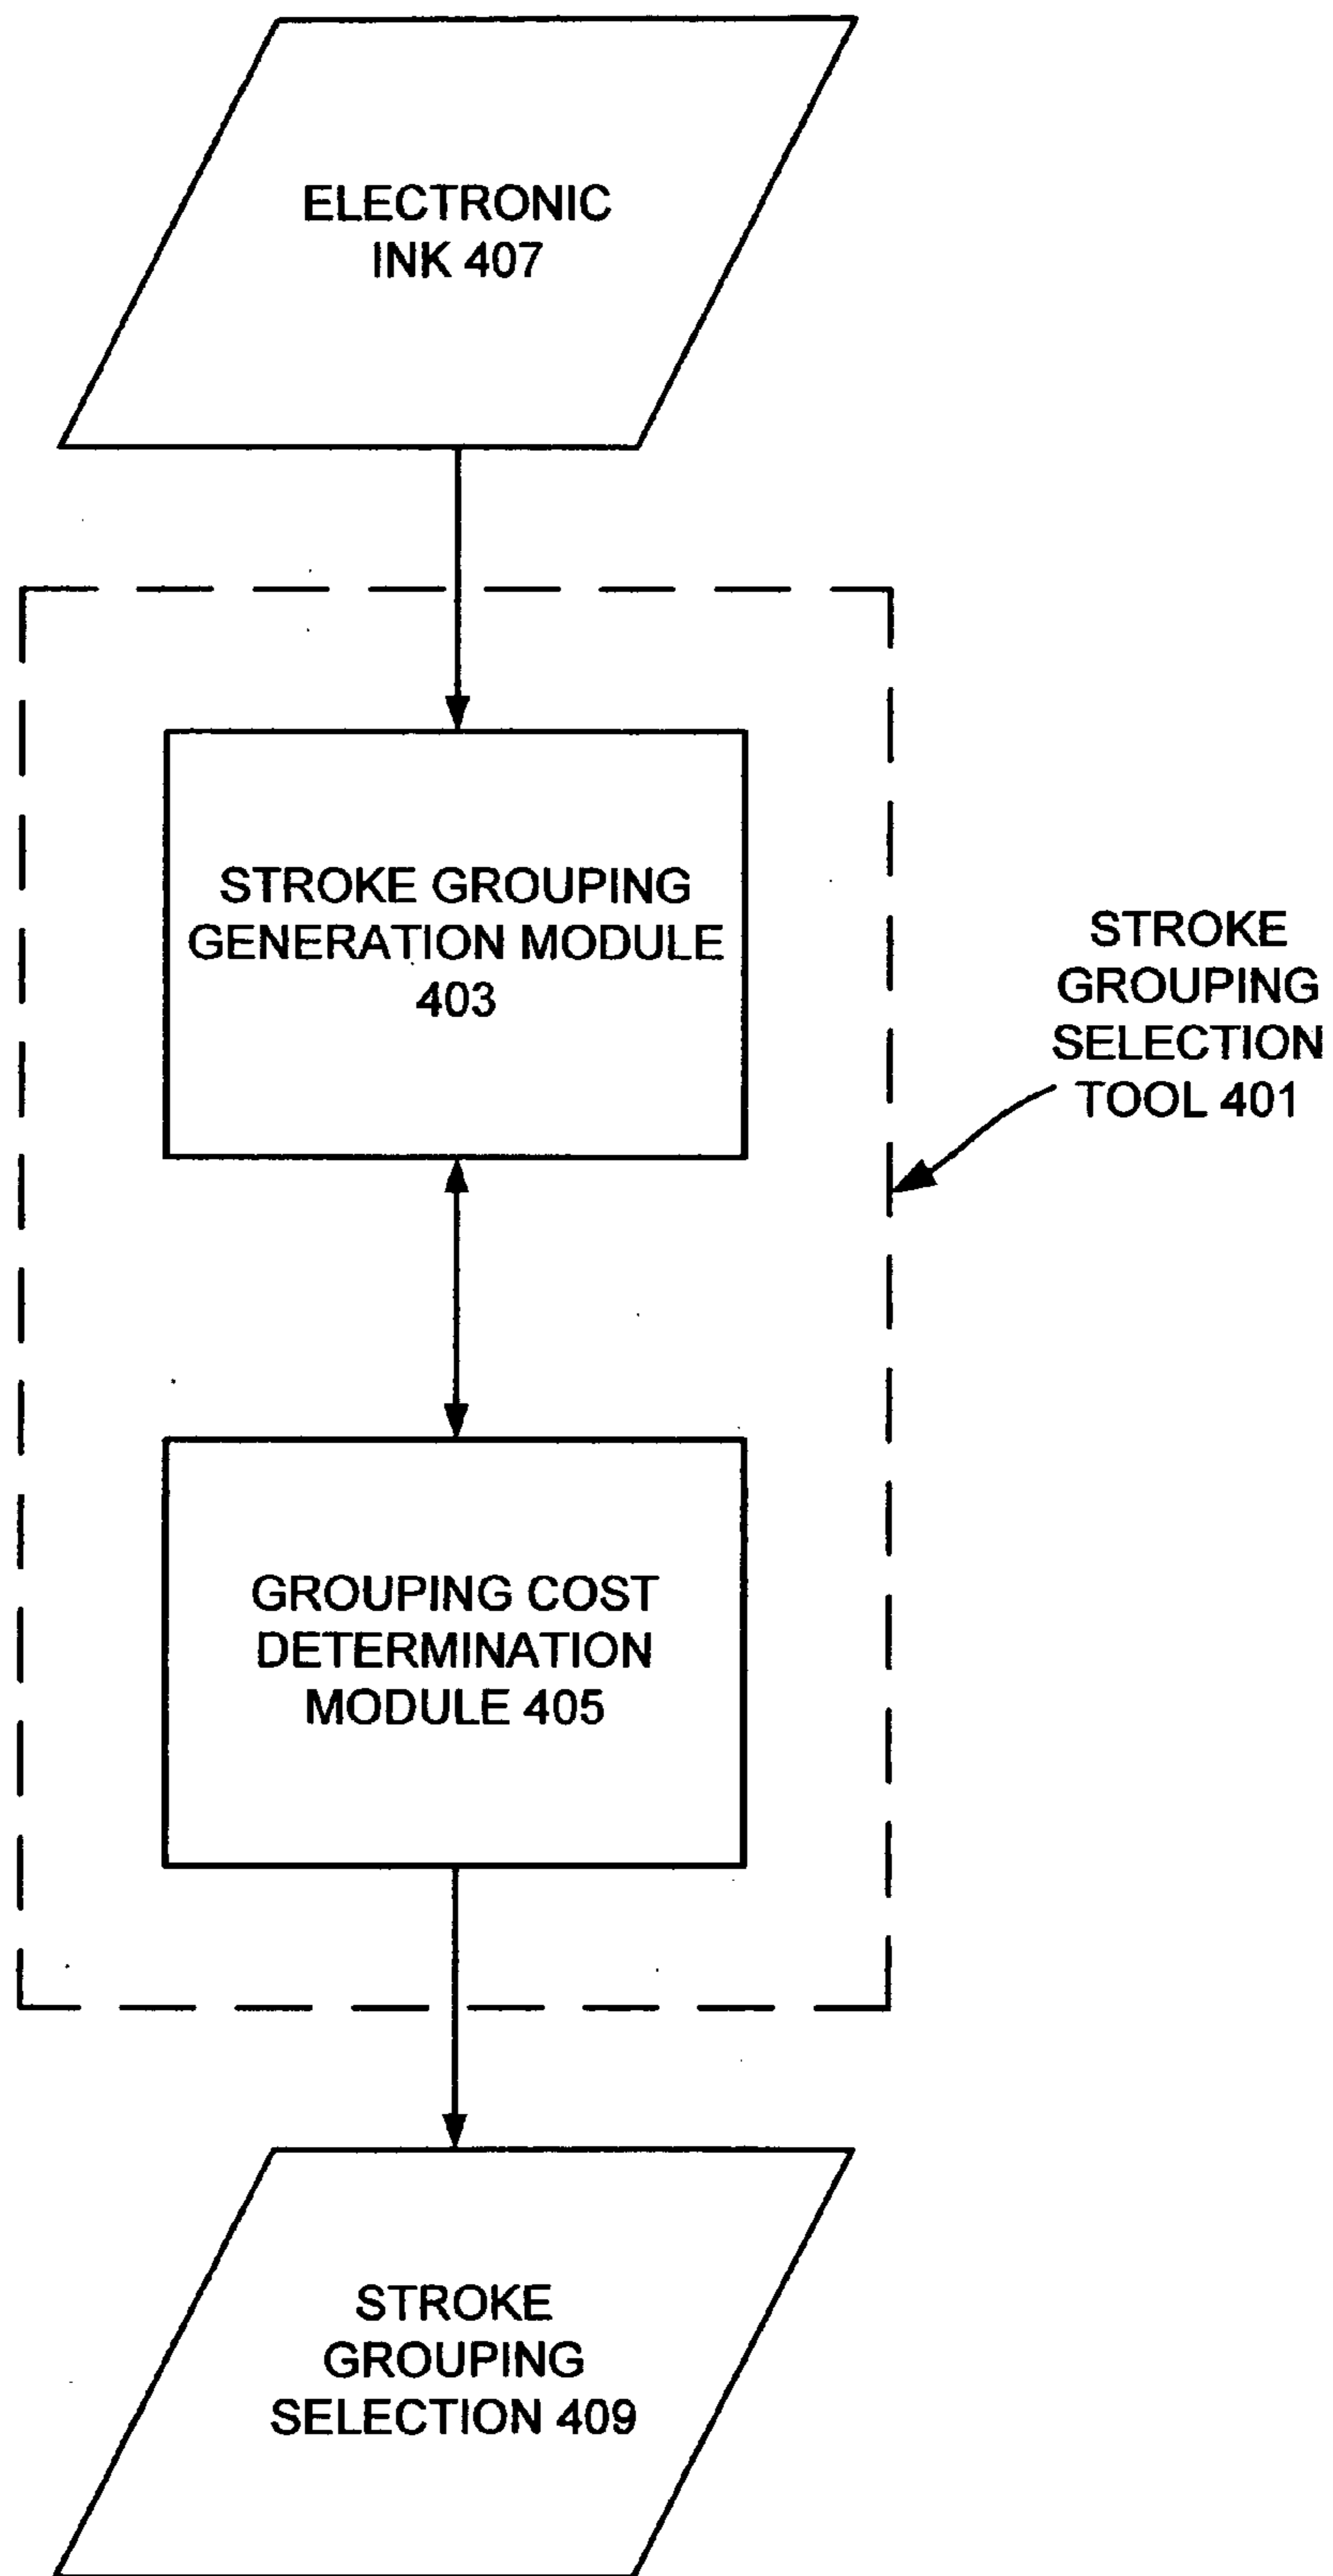 ELECTRONIC
INK 407
STROKE GROUPING
GENERATION MODULE
403
STROKE
GROUPING
SELECTION
TOOL 401
GROUPING COST
DETERMINATION
MODULE 405
STROKE
GROUPING
SELECTION 409